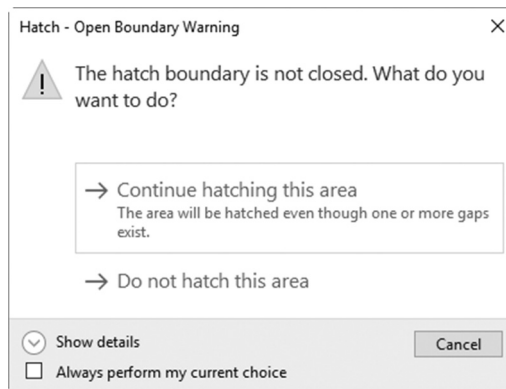 Hatch - Open Boundary Warning
The hatch boundary is not closed. What do you
want to do?
Continue hatching this area
The area will be hatched even though one or more gaps
exist.
Do not hatch this area
Show details
Cancel
Always perform my current choice